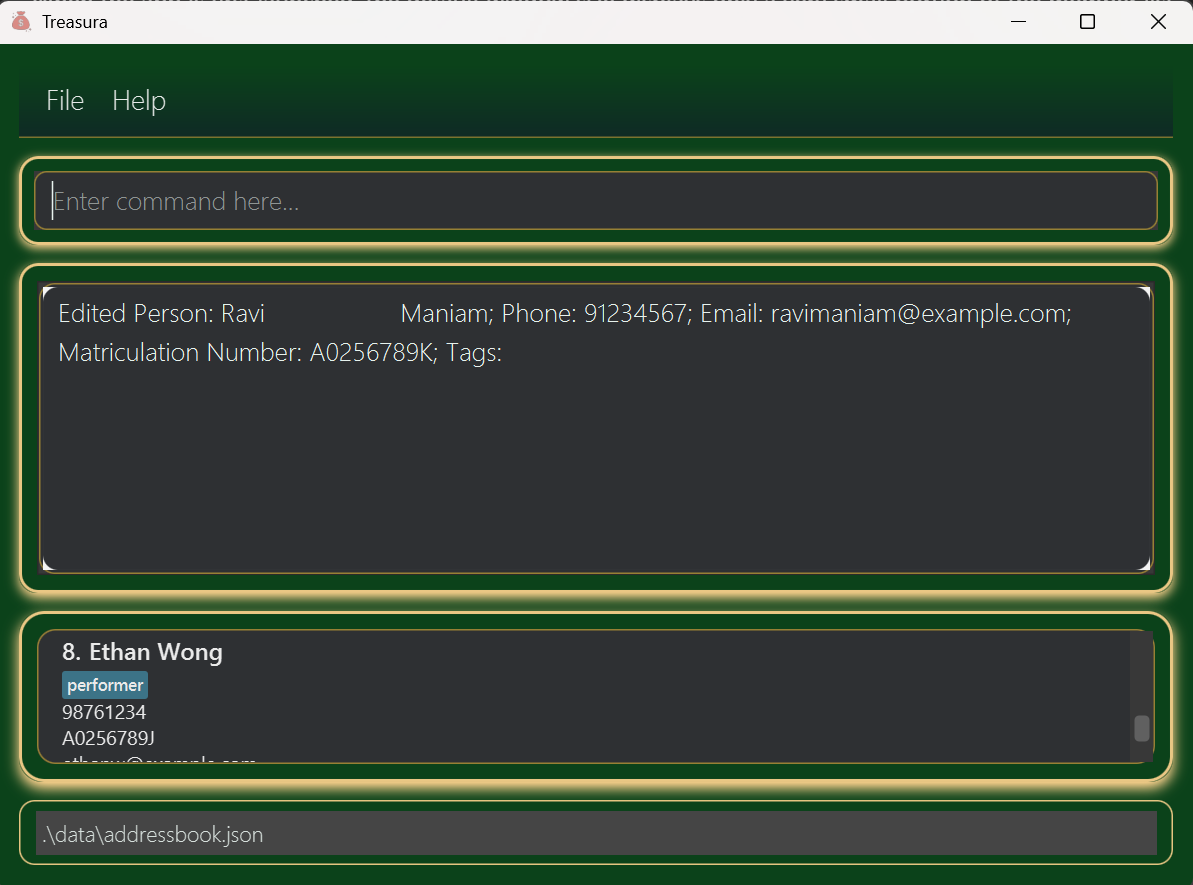 Treasura
File Help
Enter command here...
Edited Person: Ravi                    Maniam; Phone: 91234567; Email: ravimaniam@example.com;
Matriculation Number: A0256789K; Tags:
8. Ethan Wong
performer
98761234
A0256789J
.\data\addressbook.json